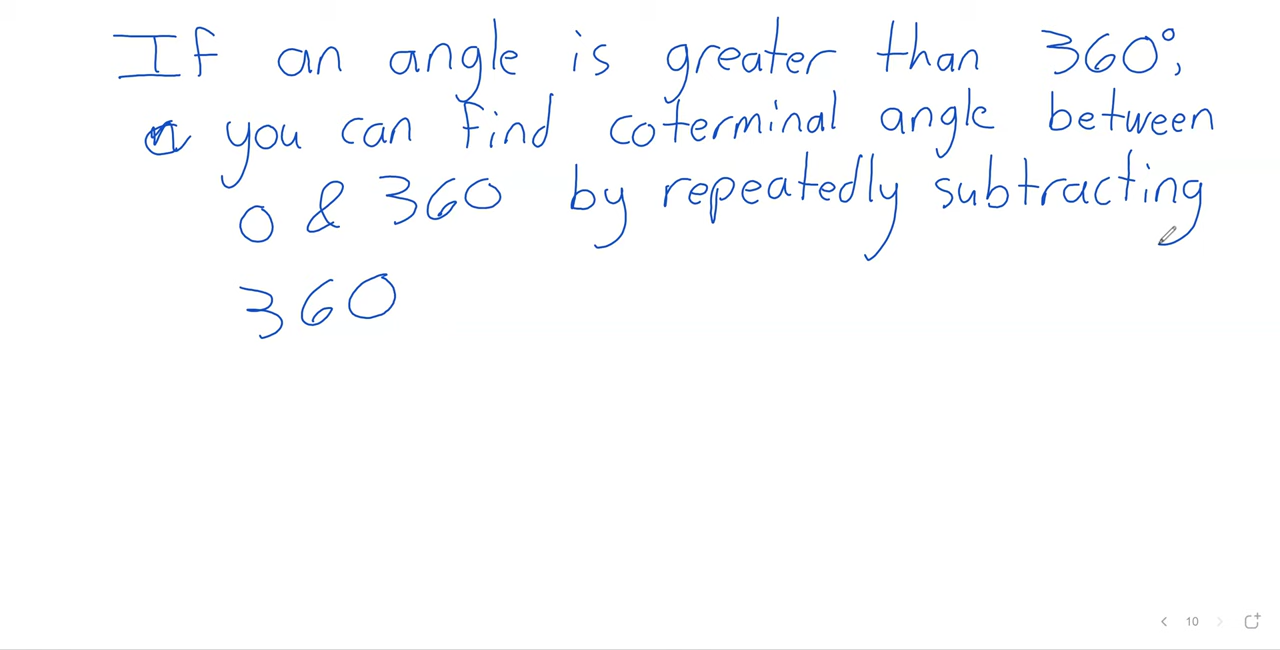 If an angle is greater than 360°,
you can find coterminal angle between
0 & 360 by repeatedly subtracting
360
10